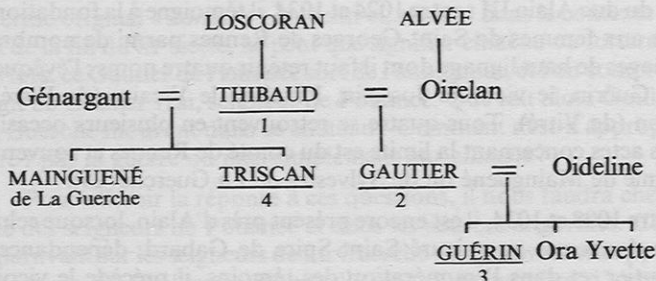 LOSCORAN ALVÉE
Génargant = THIBAUD = Oirelan
1
MAINGUENÉ TRISCAN GAUTIER = Oideline
de La Guerche 4 2
GUÉRIN Ora Yvette
3